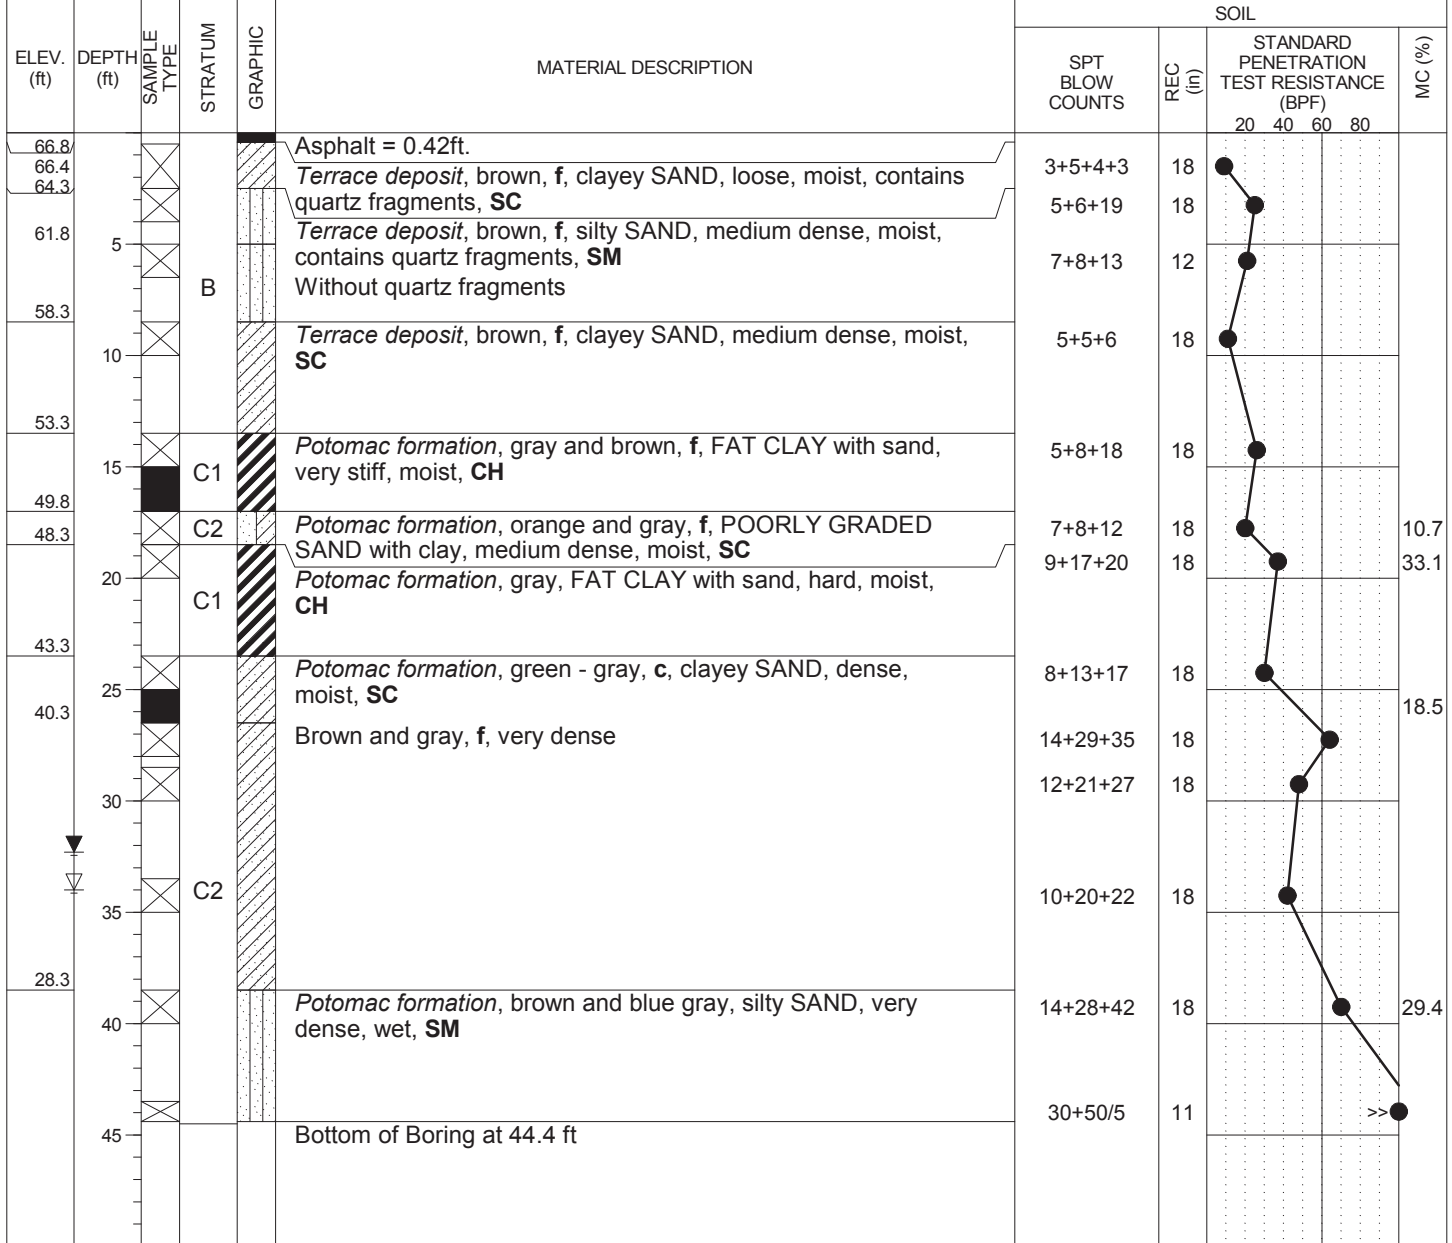 SOIL
ELEV. (ft)
DEPTH (ft)
SAMPLE TYPE
STRATUM
GRAPHIC
MATERIAL DESCRIPTION
SPT BLOW COUNTS
REC (in)
STANDARD PENETRATION TEST RESISTANCE (BPF)
20 40 60 80
MC (%)
66.8
Asphalt = 0.42ft.
66.4
Terrace deposit, brown, f, clayey SAND, loose, moist, contains
quartz fragments, SC
3+5+4+3 18
64.3
5+6+19 18
61.8
Terrace deposit, brown, f, silty SAND, medium dense, moist,
contains quartz fragments, SM
5
7+8+13 12
B
Without quartz fragments
58.3
Terrace deposit, brown, f, clayey SAND, medium dense, moist,
SC
5+5+6 18
10
53.3
Potomac formation, gray and brown, f, FAT CLAY with sand,
very stiff, moist, CH
5+8+18 18
15
C1
49.8
Potomac formation, orange and gray, f, POORLY GRADED
SAND with clay, medium dense, moist, SC
C2
7+8+12 18 10.7
48.3
9+17+20 18 33.1
20
Potomac formation, gray, FAT CLAY with sand, hard, moist,
CH
C1
43.3
Potomac formation, green - gray, c, clayey SAND, dense,
moist, SC
8+13+17 18
25
40.3
18.5
Brown and gray, f, very dense
14+29+35 18
12+21+27 18
30
C2
10+20+22 18
35
28.3
Potomac formation, brown and blue gray, silty SAND, very
dense, wet, SM
14+28+42 18 29.4
40
30+50/5 11 >>
45
Bottom of Boring at 44.4 ft